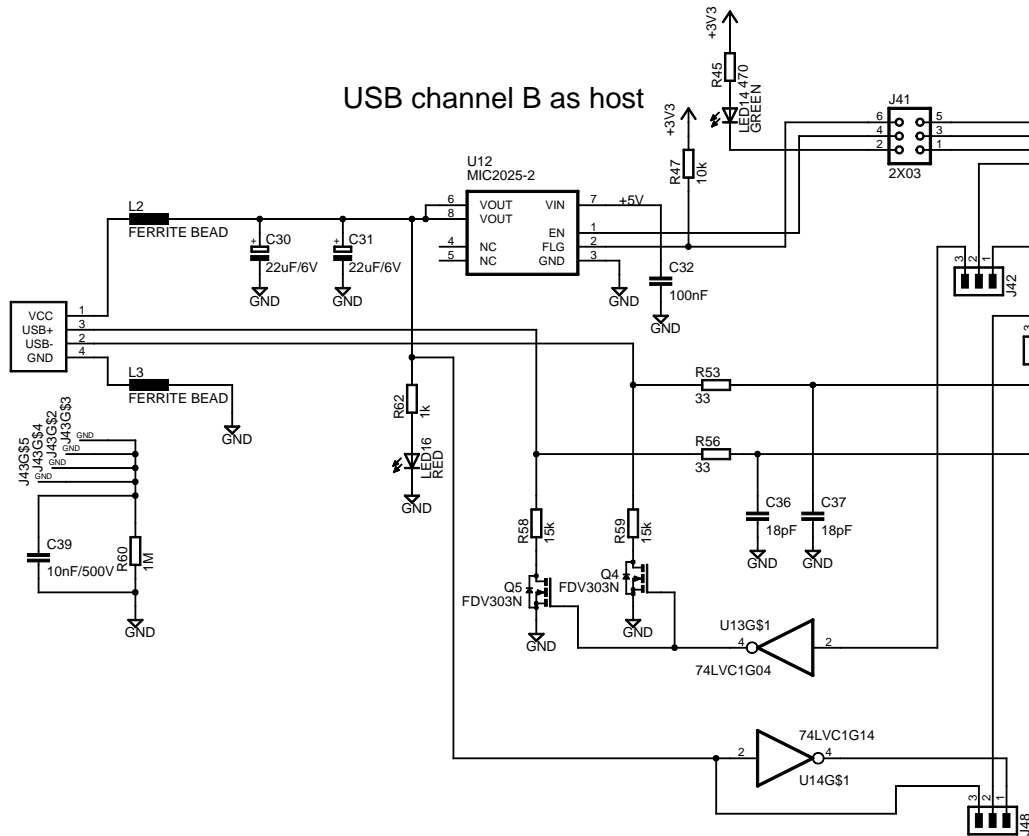 USB channel B as host
+3V3
R45
470
LED14
GREEN
+3V3
R47
10k
J41
6 5
4 3
2 1
2X03
U12
MIC2025-2
6 VOUT VIN 7 +5V
8 VOUT
EN 1
4 NC FLG 2
5 NC GND 3
L2
FERRITE BEAD
+ C30
22uF/6V
GND
+ C31
22uF/6V
GND
GND
C32
100nF
GND
3 2 1
J42
3
VCC 1
USB+ 3
USB- 2
GND 4
L3
FERRITE BEAD
GND
R62
1k
LED16
RED
GND
R53
33
R56
33
J43G$5
J43G$4
J43G$2
J43G$3
GND
GND
GND
GND
C39
10nF/500V
R60
1M
GND
R58
15k
R59
15k
C36
18pF
GND
C37
18pF
GND
Q5
FDV303N
GND
Q4
FDV303N
GND
U13G$1
4 2
74LVC1G04
74LVC1G14
2 4
U14G$1
3 2 1
J48